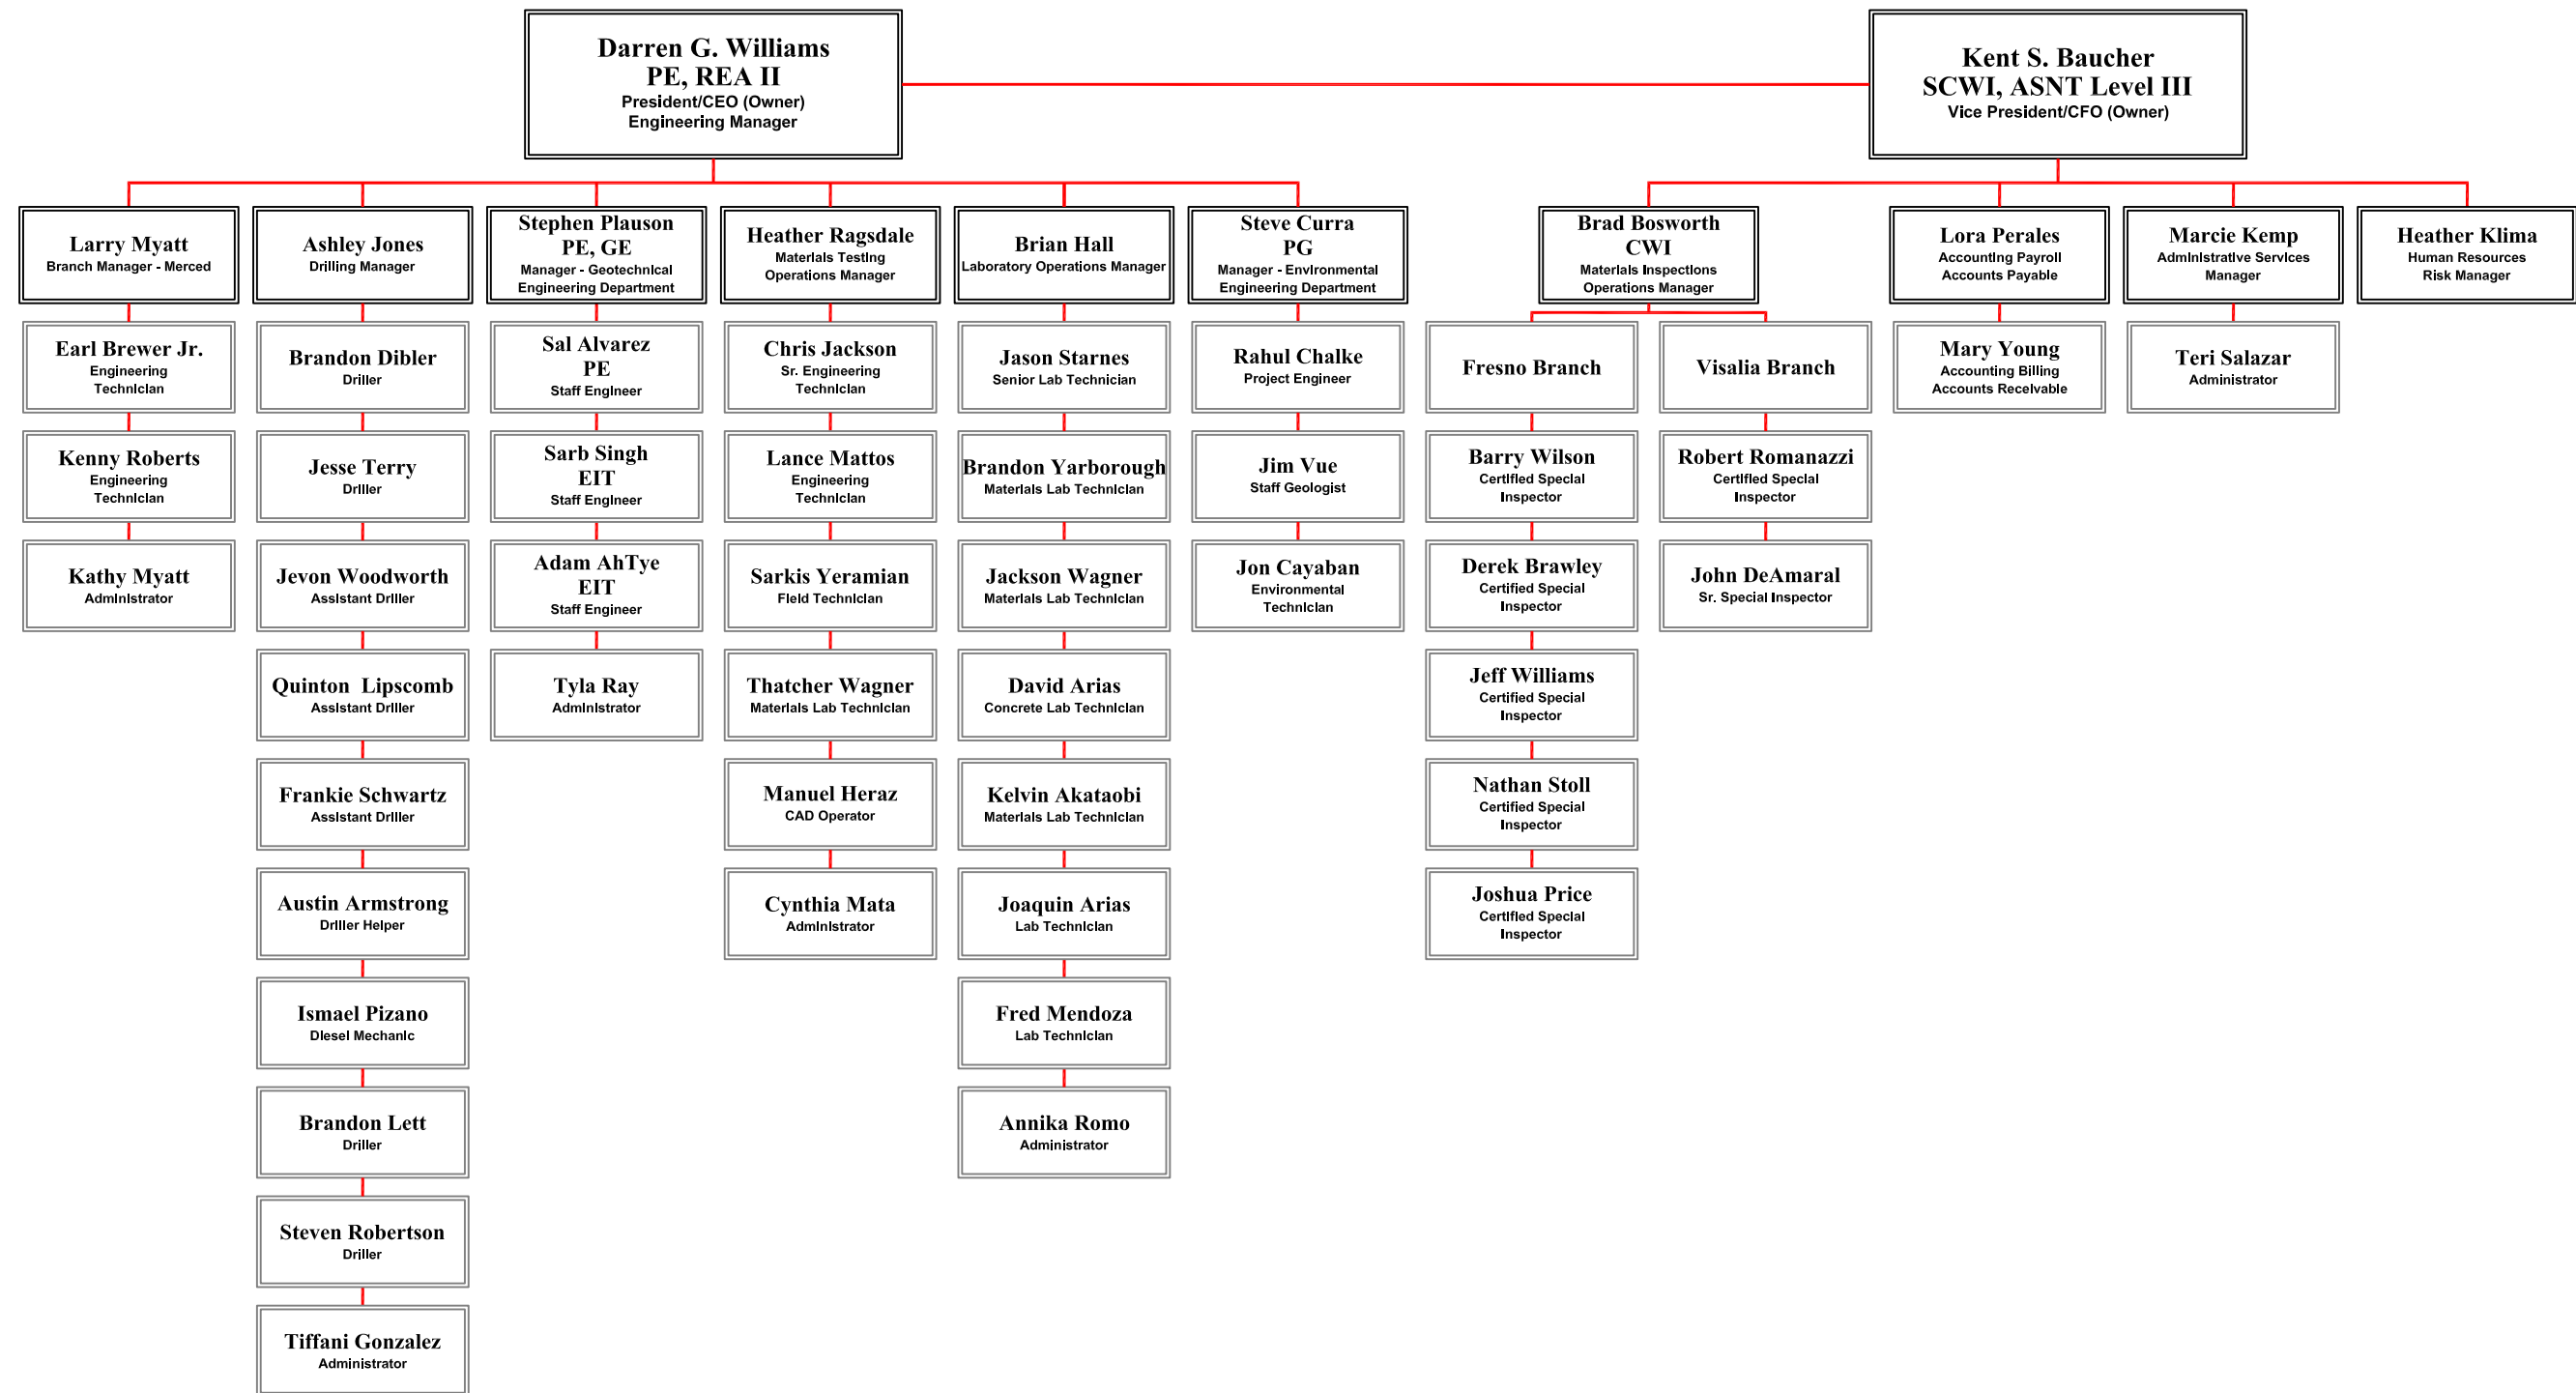 Darren G. Williams
PE, REA II
President/CEO (Owner)
Engineering Manager
Kent S. Baucher
SCWI, ASNT Level III
Vice President/CFO (Owner)
Larry Myatt
Branch Manager - Merced
Ashley Jones
Drilling Manager
Stephen Plauson
PE, GE
Manager - Geotechnical
Engineering Department
Heather Ragsdale
Materials Testing
Operations Manager
Brian Hall
Laboratory Operations Manager
Steve Curra
PG
Manager - Environmental
Engineering Department
Brad Bosworth
CWI
Materials Inspections
Operations Manager
Lora Perales
Accounting Payroll
Accounts Payable
Marcie Kemp
Administrative Services
Manager
Heather Klima
Human Resources
Risk Manager
Earl Brewer Jr.
Engineering
Technician
Brandon Dibler
Driller
Sal Alvarez
PE
Staff Engineer
Chris Jackson
Sr. Engineering
Technician
Jason Starnes
Senior Lab Technician
Rahul Chalke
Project Engineer
Fresno Branch
Visalia Branch
Mary Young
Accounting Billing
Accounts Receivable
Teri Salazar
Administrator
Kenny Roberts
Engineering
Technician
Jesse Terry
Driller
Sarb Singh
EIT
Staff Engineer
Lance Mattos
Engineering
Technician
Brandon Yarborough
Materials Lab Technician
Jim Vue
Staff Geologist
Barry Wilson
Certified Special
Inspector
Robert Romanazzi
Certified Special
Inspector
Kathy Myatt
Administrator
Jevon Woodworth
Assistant Driller
Adam AhTye
EIT
Staff Engineer
Sarkis Yeramian
Field Technician
Jackson Wagner
Materials Lab Technician
Jon Cayaban
Environmental
Technician
Derek Brawley
Certified Special
Inspector
John DeAmaral
Sr. Special Inspector
Quinton Lipscomb
Assistant Driller
Tyla Ray
Administrator
Thatcher Wagner
Materials Lab Technician
David Arias
Concrete Lab Technician
Jeff Williams
Certified Special
Inspector
Frankie Schwartz
Assistant Driller
Manuel Heraz
CAD Operator
Kelvin Akataobi
Materials Lab Technician
Nathan Stoll
Certified Special
Inspector
Austin Armstrong
Driller Helper
Cynthia Mata
Administrator
Joaquin Arias
Lab Technician
Joshua Price
Certified Special
Inspector
Ismael Pizano
Diesel Mechanic
Fred Mendoza
Lab Technician
Brandon Lett
Driller
Annika Romo
Administrator
Steven Robertson
Driller
Tiffani Gonzalez
Administrator